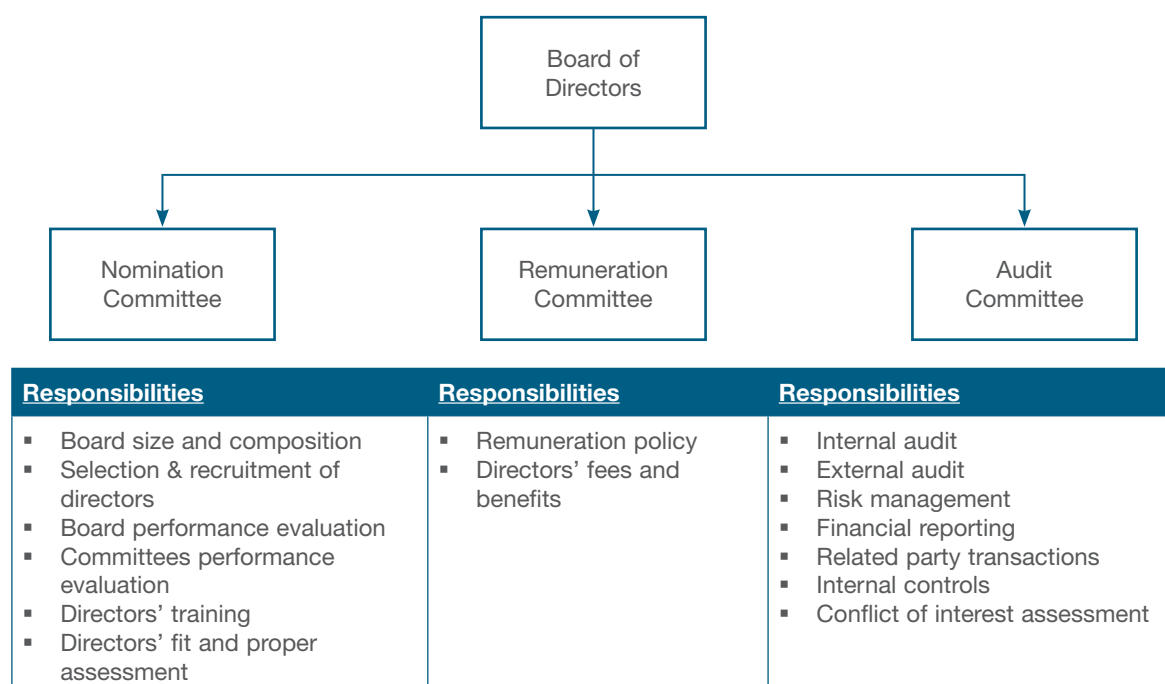 Board of
Directors
Nomination
Committee
Remuneration
Committee
Audit
Committee
Responsibilities
▪ Board size and composition
▪ Selection & recruitment of
directors
▪ Board performance evaluation
▪ Committees performance
evaluation
▪ Directors’ training
▪ Directors’ fit and proper
assessment
Responsibilities
▪ Remuneration policy
▪ Directors’ fees and
benefits
Responsibilities
▪ Internal audit
▪ External audit
▪ Risk management
▪ Financial reporting
▪ Related party transactions
▪ Internal controls
▪ Conflict of interest assessment